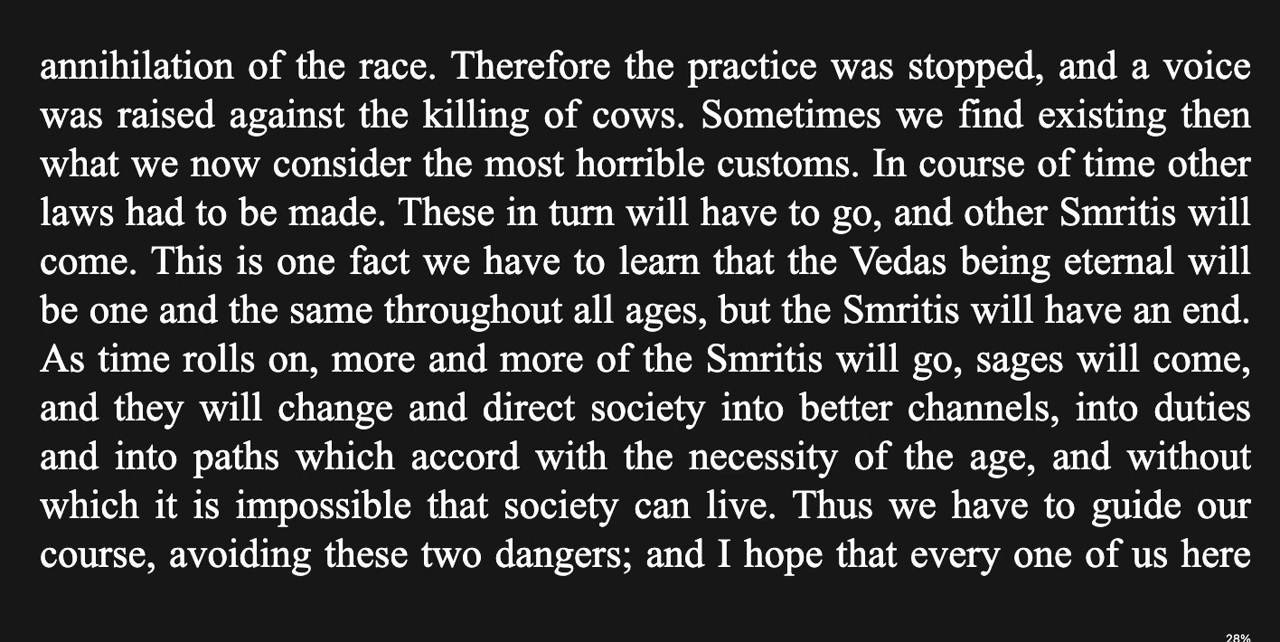 annihilation of the race. Therefore the practice was stopped, and a voice
was raised against the killing of cows. Sometimes we find existing then
what we now consider the most horrible customs. In course of time other
laws had to be made. These in turn will have to go, and other Smritis will
come. This is one fact we have to learn that the Vedas being eternal will
be one and the same throughout all ages, but the Smritis will have an end.
As time rolls on, more and more of the Smritis will go, sages will come,
and they will change and direct society into better channels, into duties
and into paths which accord with the necessity of the age, and without
which it is impossible that society can live. Thus we have to guide our
course, avoiding these two dangers; and I hope that every one of us here
28%